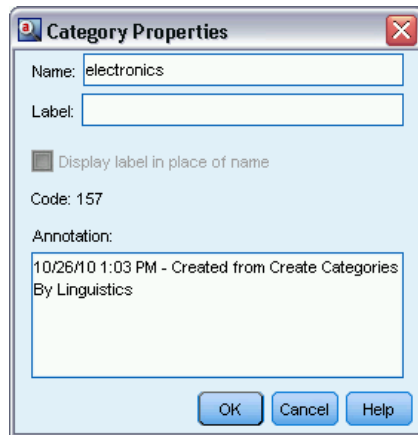 Category Properties
Name: electronics
Label:
Display label in place of name
Code: 157
Annotation:
10/26/10 1:03 PM - Created from Create Categories
By Linguistics
OK Cancel Help